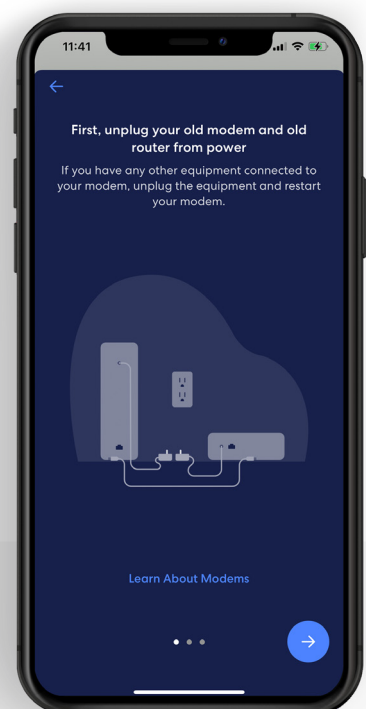 11:41
First, unplug your old modem and old
router from power
If you have any other equipment connected to
your modem, unplug the equipment and restart
your modem.
Learn About Modems